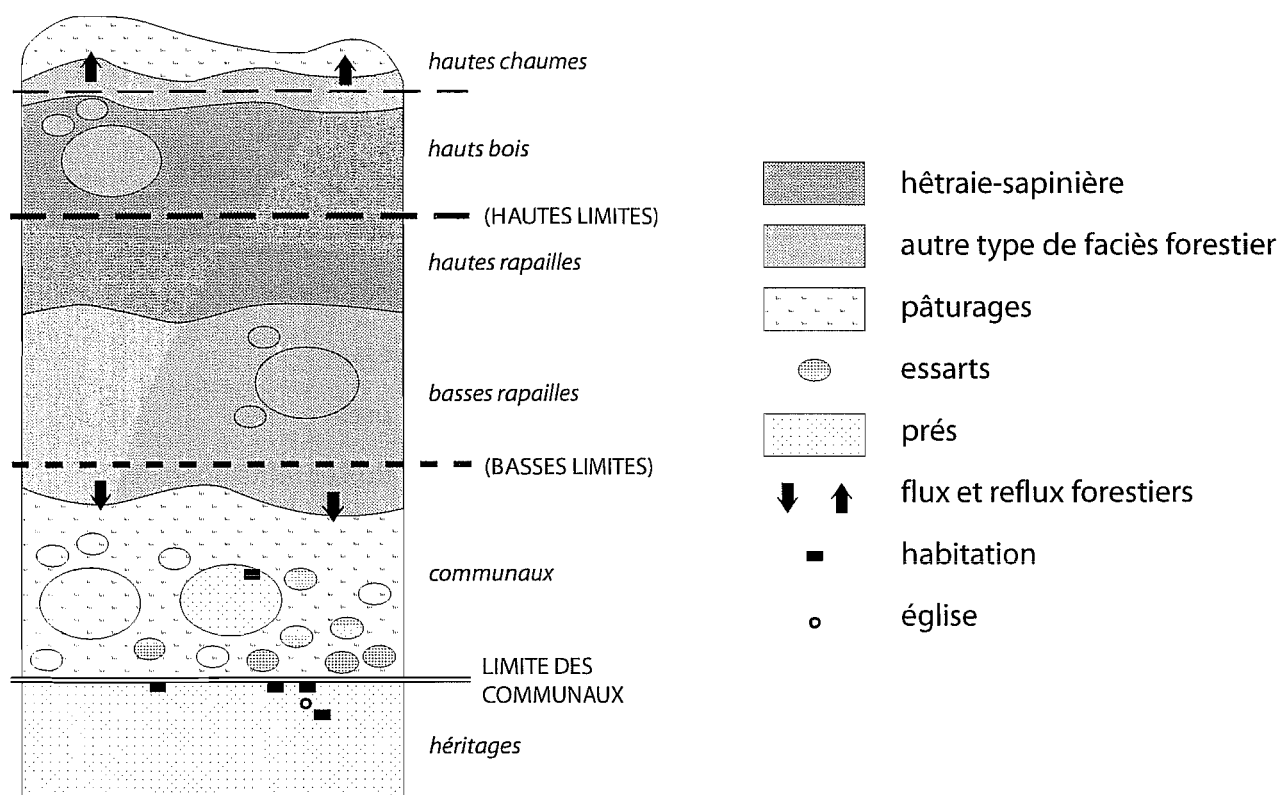 hautes chaumes
hauts bois
(HAUTES LIMITES)
hautes rapailles
basses rapailles
(BASSES LIMITES)
communaux
LIMITE DES
COMMUNAUX
héritages
hêtraie-sapinière
autre type de faciès forestier
pâturages
essarts
prés
flux et reflux forestiers
habitation
église